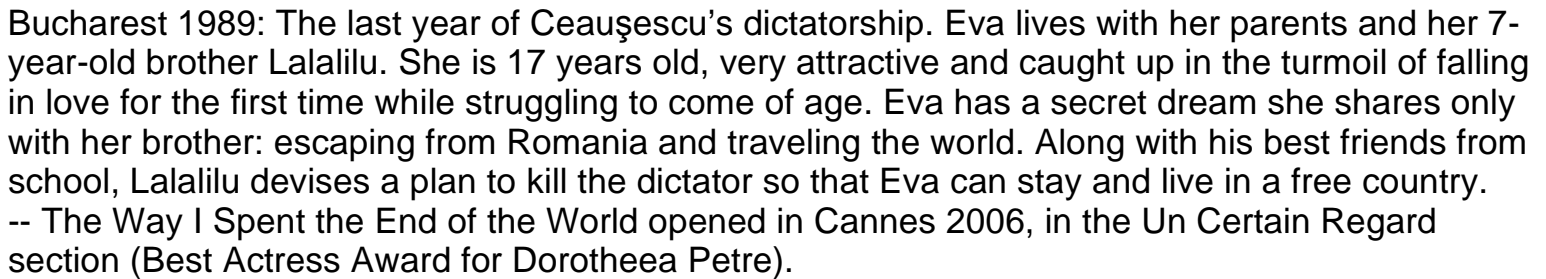 Bucharest 1989: The last year of Ceauşescu’s dictatorship. Eva lives with her parents and her 7-
year-old brother Lalalilu. She is 17 years old, very attractive and caught up in the turmoil of falling
in love for the first time while struggling to come of age. Eva has a secret dream she shares only
with her brother: escaping from Romania and traveling the world. Along with his best friends from
school, Lalalilu devises a plan to kill the dictator so that Eva can stay and live in a free country.
-- The Way I Spent the End of the World opened in Cannes 2006, in the Un Certain Regard
section (Best Actress Award for Dorotheea Petre).